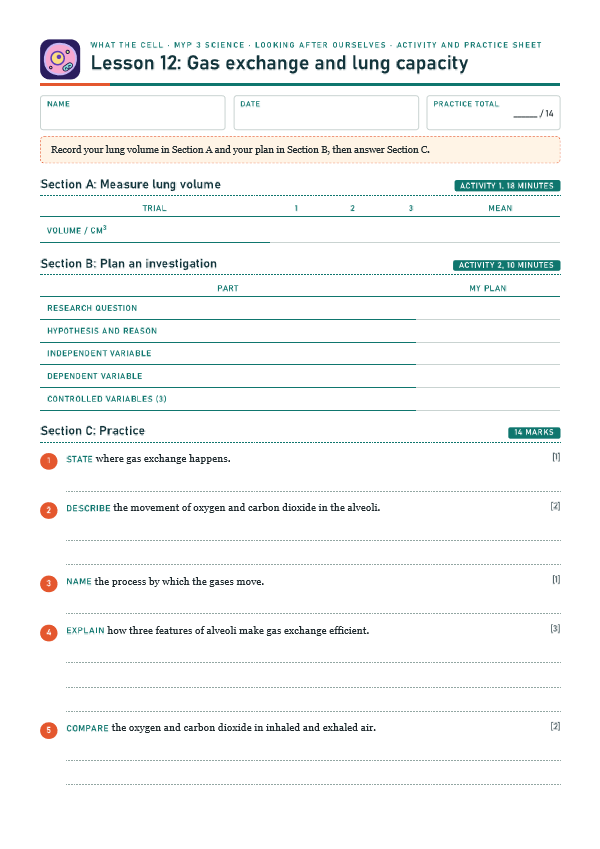 WHAT THE CELL · MYP 3 SCIENCE · LOOKING AFTER OURSELVES · ACTIVITY AND PRACTICE SHEET
Lesson 12: Gas exchange and lung capacity
NAME
DATE
PRACTICE TOTAL
_____ / 14
Record your lung volume in Section A and your plan in Section B, then answer Section C.
Section A: Measure lung volume
ACTIVITY 1, 18 MINUTES
TRIAL 1 2 3 MEAN
VOLUME / CM³
Section B: Plan an investigation
ACTIVITY 2, 10 MINUTES
PART MY PLAN
RESEARCH QUESTION
HYPOTHESIS AND REASON
INDEPENDENT VARIABLE
DEPENDENT VARIABLE
CONTROLLED VARIABLES (3)
Section C: Practice
14 MARKS
1 STATE where gas exchange happens. [1]
2 DESCRIBE the movement of oxygen and carbon dioxide in the alveoli. [2]
3 NAME the process by which the gases move. [1]
4 EXPLAIN how three features of alveoli make gas exchange efficient. [3]
5 COMPARE the oxygen and carbon dioxide in inhaled and exhaled air. [2]